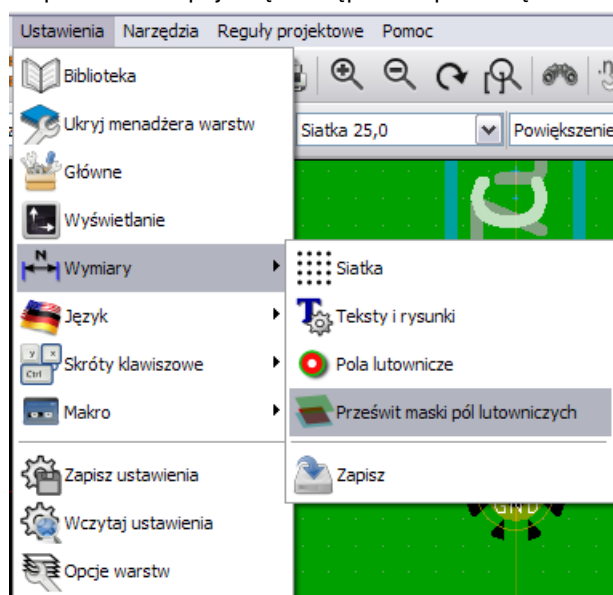 Ustawienia Narzędzia Reguły projektowe Pomoc
Biblioteka
Ukryj menadżera warstw
Siatka 25,0
Powiększenie
Główne
Wyświetlanie
N
Wymiary
Siatka
Język
Teksty i rysunki
y x
Ctrl
Skróty klawiszowe
Pola lutownicze
Makro
Prześwit maski pól lutowniczych
Zapisz ustawienia
Zapisz
Wczytaj ustawienia
GND
Opcje warstw